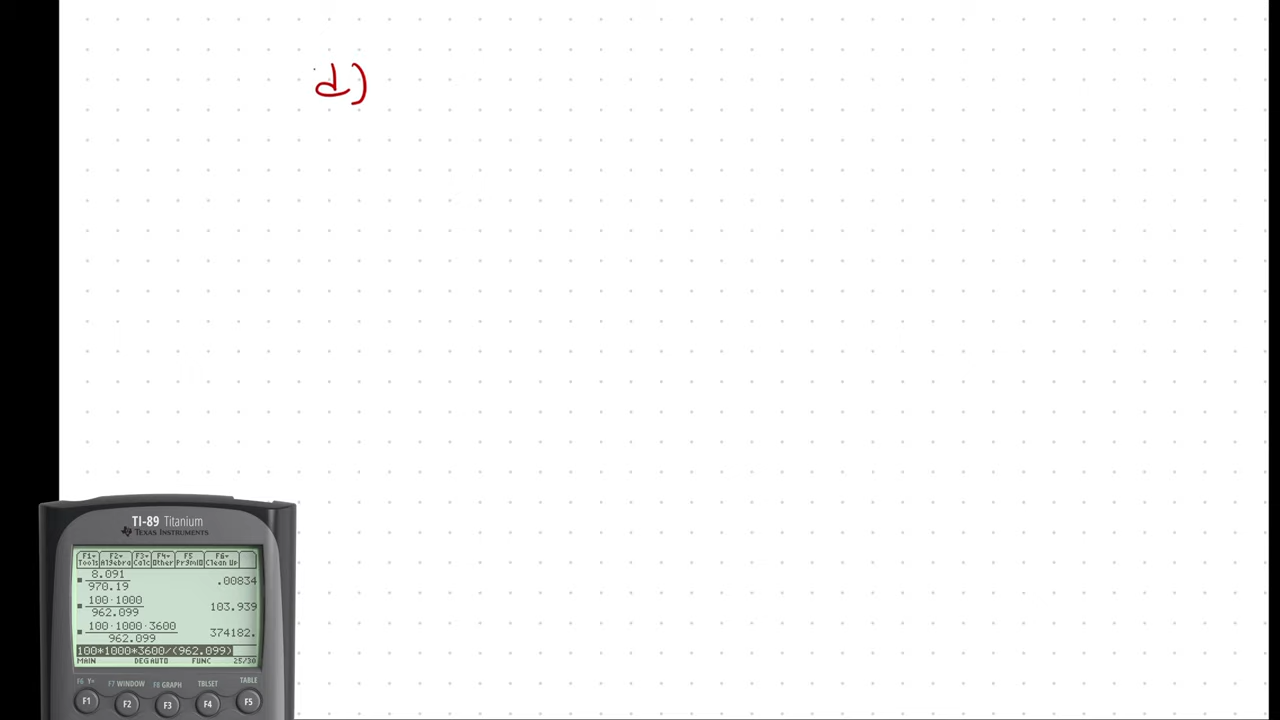 d)
TI-89 Titanium
TEXAS INSTRUMENTS
F1▾ Tools F2▾ Algebra F3▾ Calc F4▾ Other F5 PrgmIO F6▾ Clean Up
8.091/970.19 .00834
100·1000/962.099 103.939
100·1000·3600/962.099 374182.
100*1000*3600/(962.099)
MAIN DEG AUTO FUNC 25/30
F6 Y= F7 WINDOW F8 GRAPH TBLSET TABLE
F1 F2 F3 F4 F5